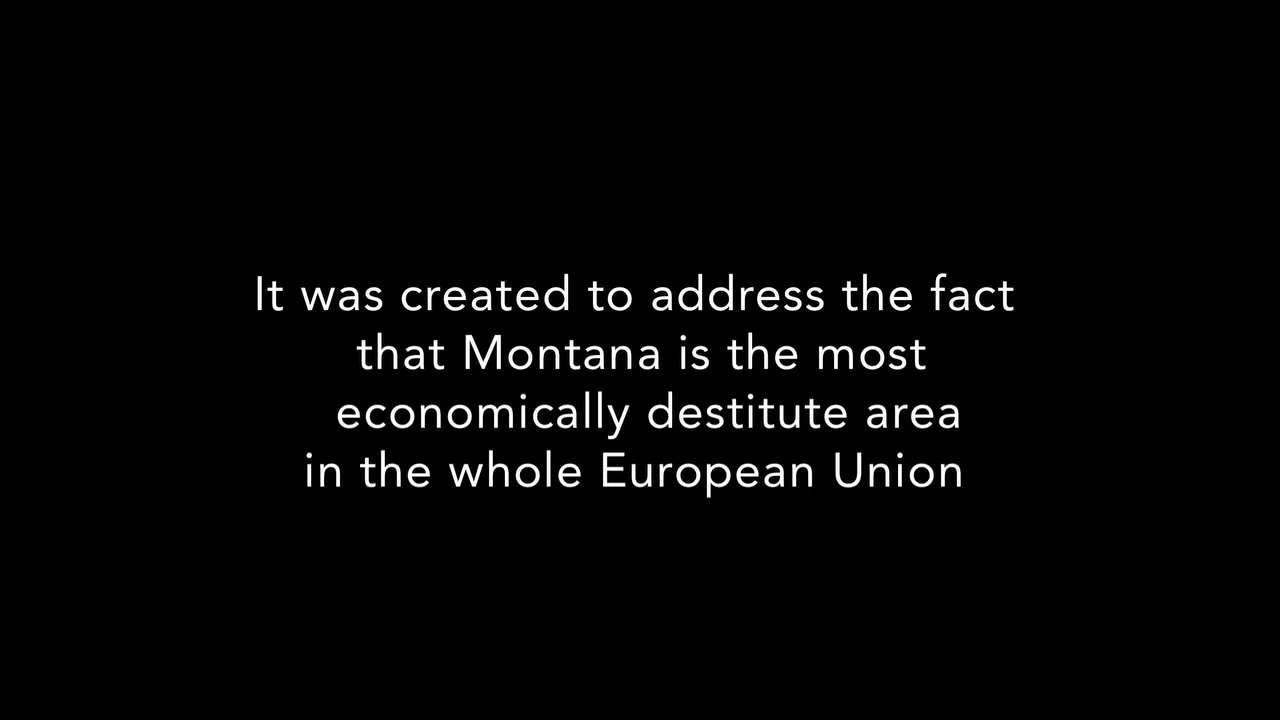 It was created to address the fact
that Montana is the most
economically destitute area
in the whole European Union